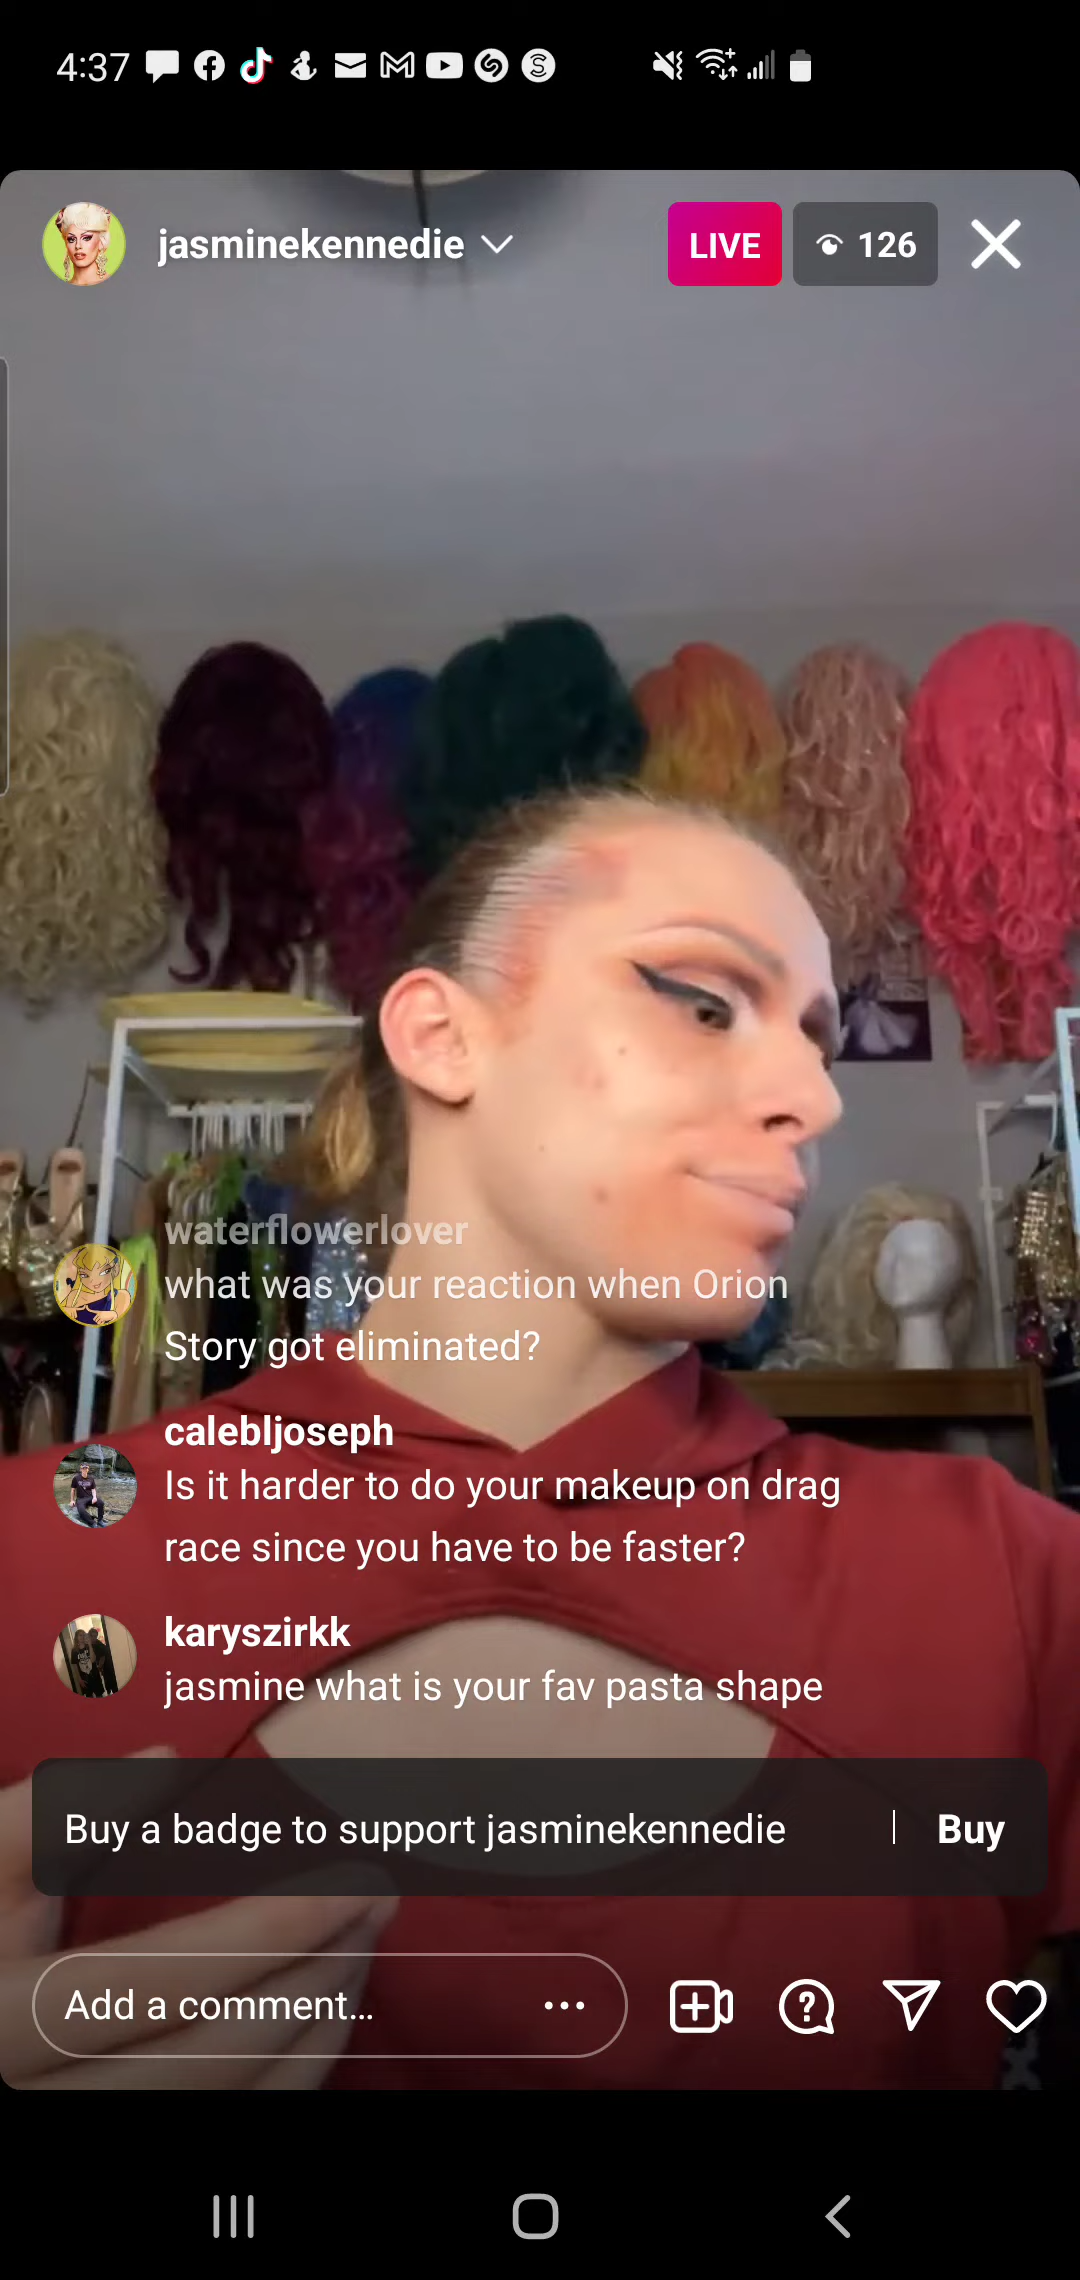 4:37
jasminekennedie
LIVE
126
waterflowerlover
what was your reaction when Orion
Story got eliminated?
calebljoseph
Is it harder to do your makeup on drag
race since you have to be faster?
karyszirkk
jasmine what is your fav pasta shape
Buy a badge to support jasminekennedie | Buy
Add a comment...